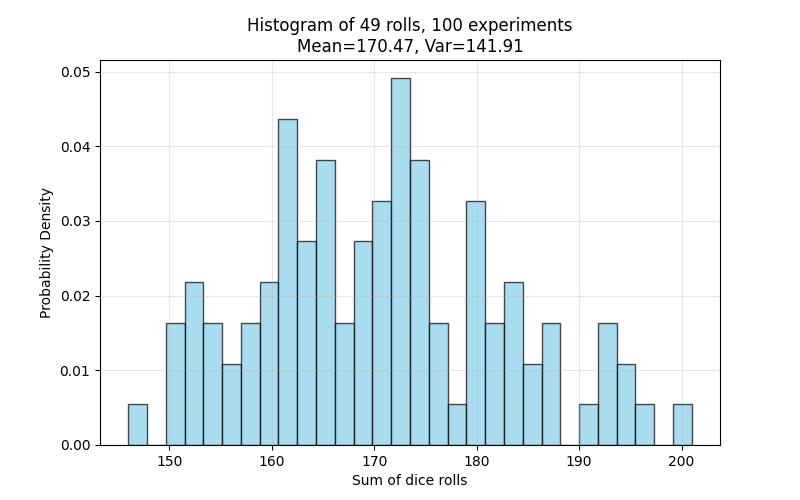 Histogram of 49 rolls, 100 experiments
Mean=170.47, Var=141.91
Probability Density
0.05
0.04
0.03
0.02
0.01
0.00
150 160 170 180 190 200
Sum of dice rolls